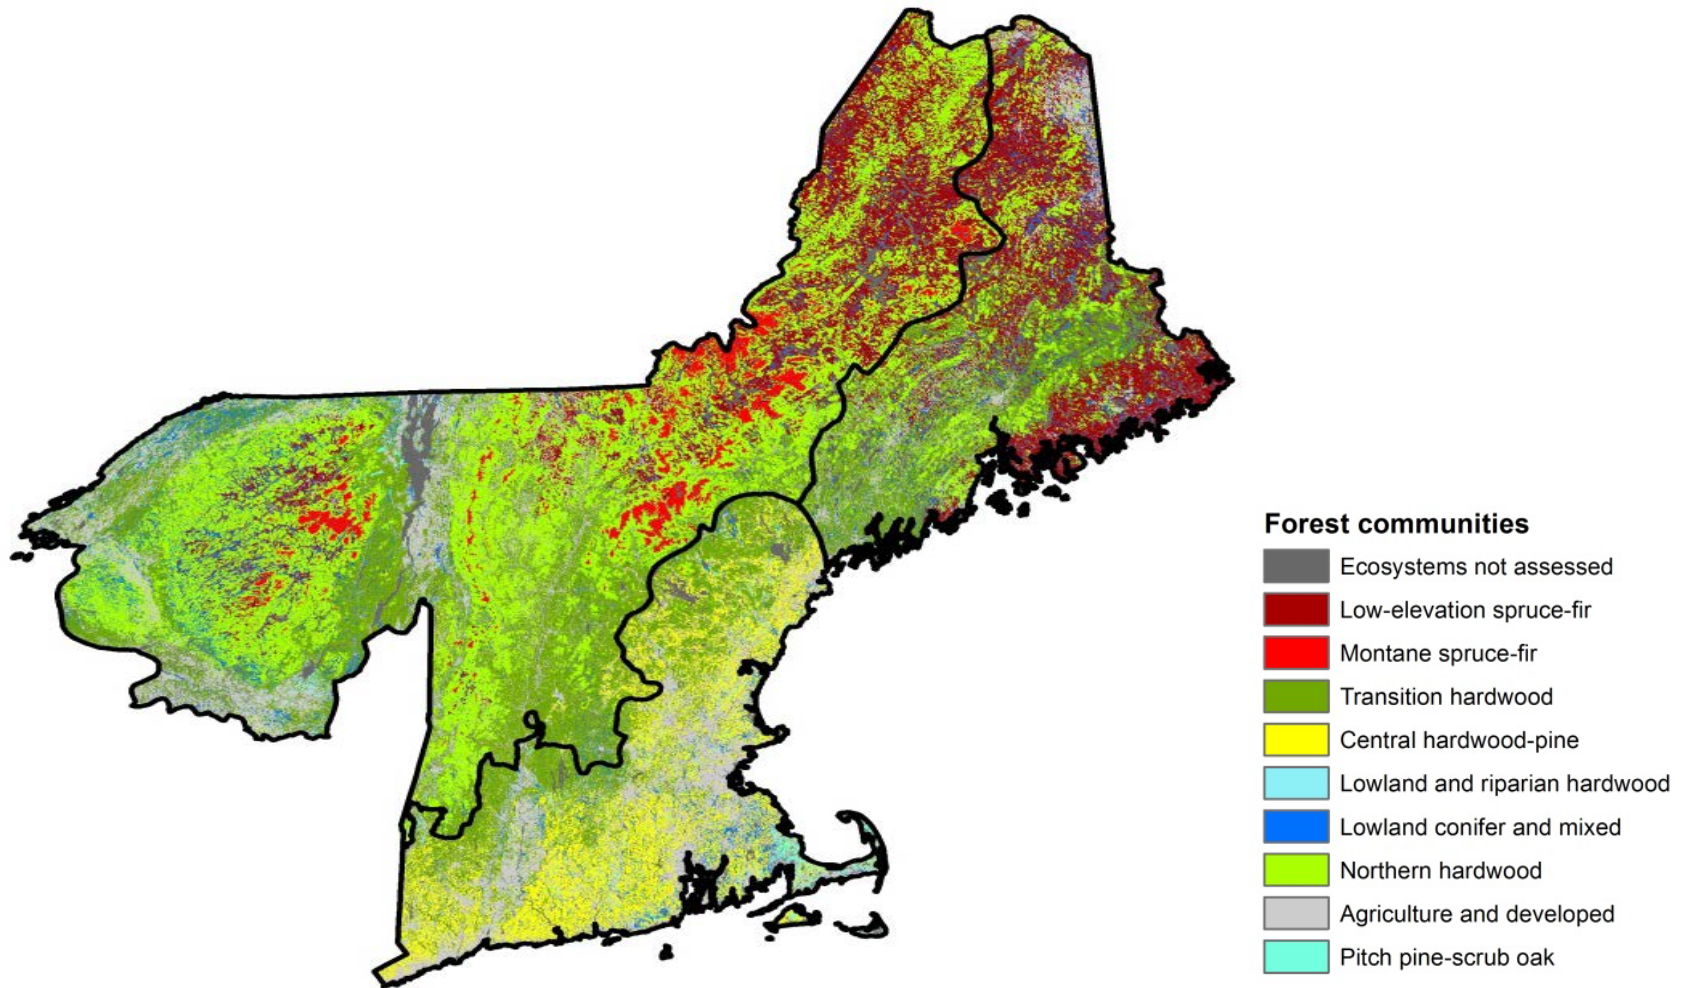 Forest communities
Ecosystems not assessed
Low-elevation spruce-fir
Montane spruce-fir
Transition hardwood
Central hardwood-pine
Lowland and riparian hardwood
Lowland conifer and mixed
Northern hardwood
Agriculture and developed
Pitch pine-scrub oak